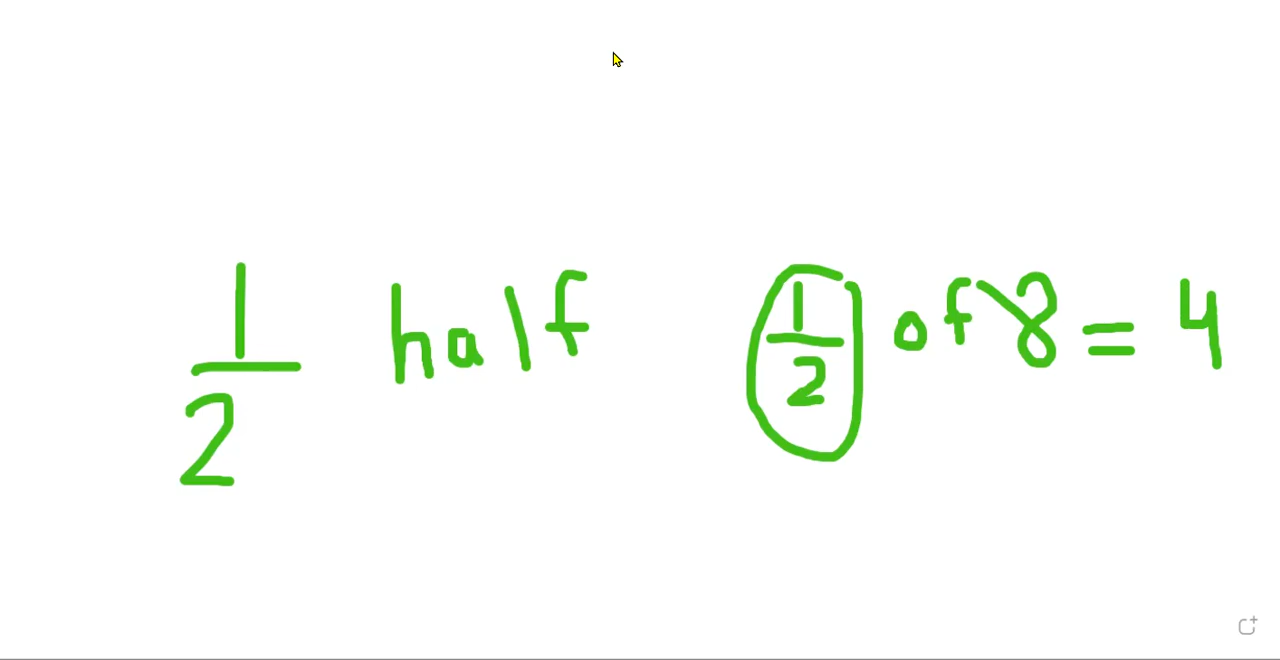 1/2 half 1/2 of 8 = 4